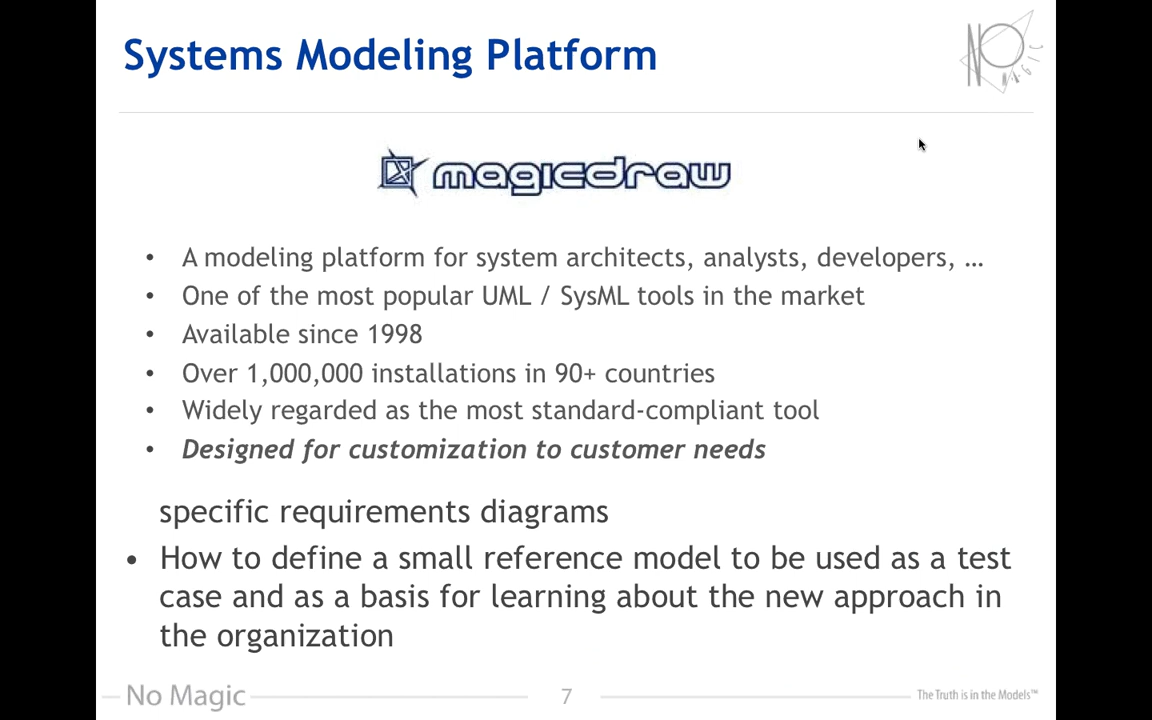 Systems Modeling Platform
NO MAGIC
magicdraw
• A modeling platform for system architects, analysts, developers, …
• One of the most popular UML / SysML tools in the market
• Available since 1998
• Over 1,000,000 installations in 90+ countries
• Widely regarded as the most standard-compliant tool
• Designed for customization to customer needs
specific requirements diagrams
• How to define a small reference model to be used as a test
case and as a basis for learning about the new approach in
the organization
No Magic
7
The Truth is in the Models™